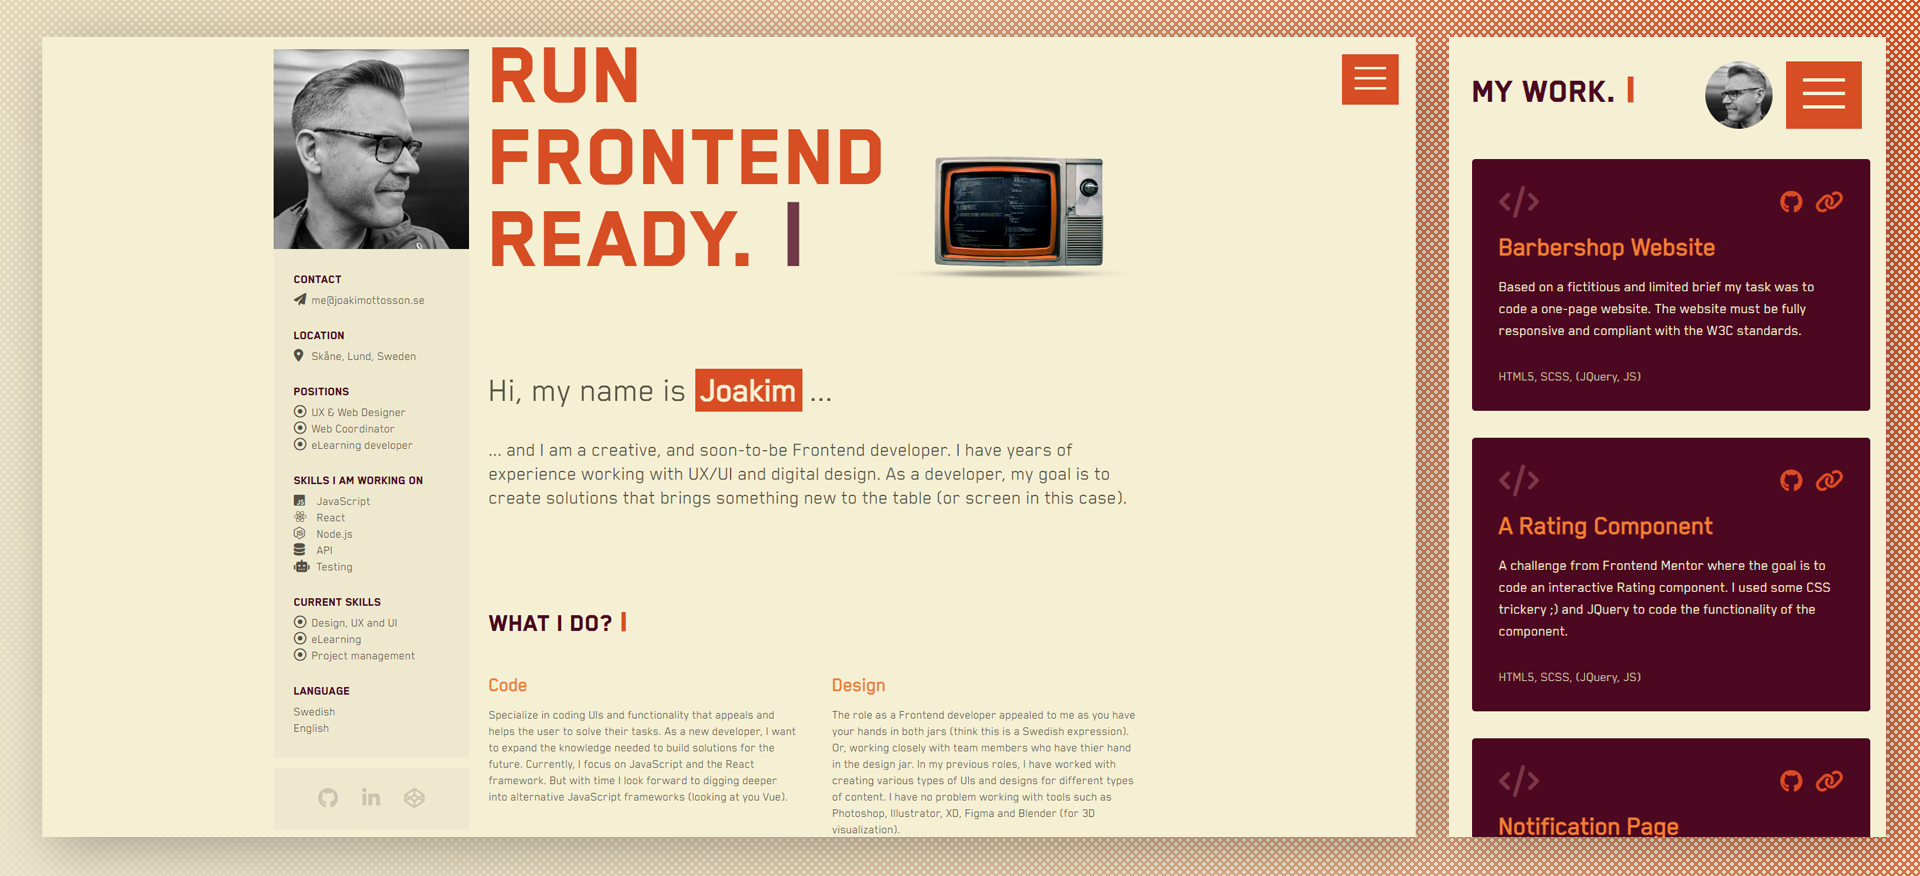 RUN
FRONTEND
READY.
CONTACT
me@joakimottosson.se
LOCATION
Skåne, Lund, Sweden
POSITIONS
UX & Web Designer
Web Coordinator
eLearning developer
SKILLS I AM WORKING ON
JavaScript
React
Node.js
API
Testing
CURRENT SKILLS
Design, UX and UI
eLearning
Project management
LANGUAGE
Swedish
English
Hi, my name is Joakim ...
... and I am a creative, and soon-to-be Frontend developer. I have years of
experience working with UX/UI and digital design. As a developer, my goal is to
create solutions that brings something new to the table (or screen in this case).
WHAT I DO?
Code
Specialize in coding UIs and functionality that appeals and
helps the user to solve their tasks. As a new developer, I want
to expand the knowledge needed to build solutions for the
future. Currently, I focus on JavaScript and the React
framework. But with time I look forward to digging deeper
into alternative JavaScript frameworks (looking at you Vue).
Design
The role as a Frontend developer appealed to me as you have
your hands in both jars (think this is a Swedish expression).
Or, working closely with team members who have thier hand
in the design jar. In my previous roles, I have worked with
creating various types of UIs and designs for different types
of content. I have no problem working with tools such as
Photoshop, Illustrator, XD, Figma and Blender (for 3D
visualization).
MY WORK.
Barbershop Website
Based on a fictitious and limited brief my task was to
code a one-page website. The website must be fully
responsive and compliant with the W3C standards.
HTML5, SCSS, (JQuery, JS)
A Rating Component
A challenge from Frontend Mentor where the goal is to
code an interactive Rating component. I used some CSS
trickery ;) and JQuery to code the functionality of the
component.
HTML5, SCSS, (JQuery, JS)
Notification Page